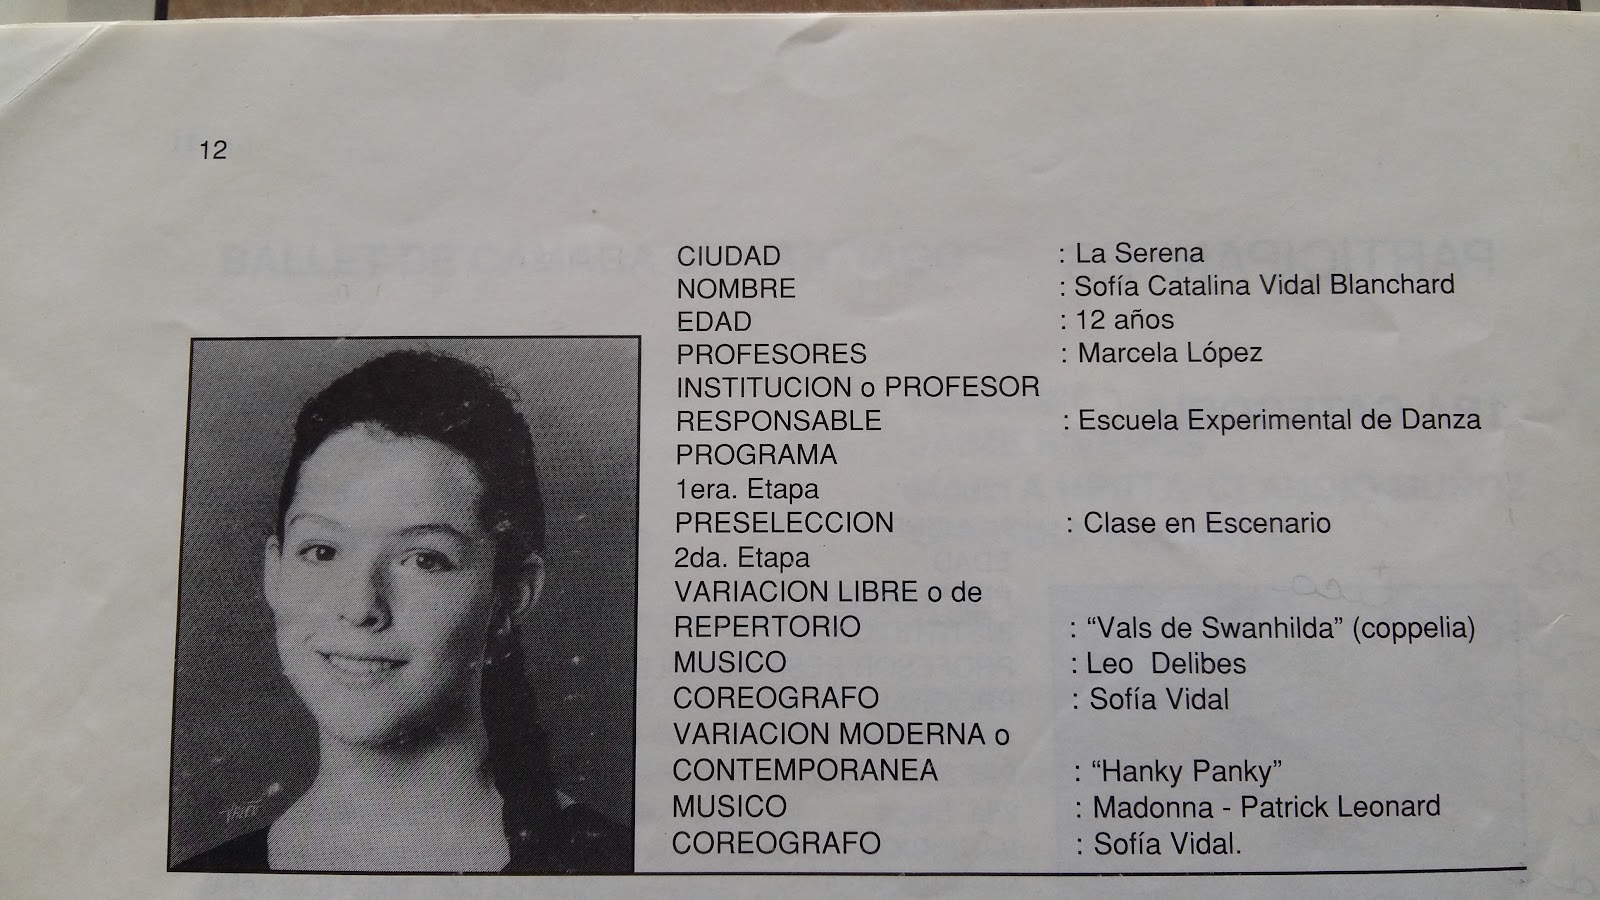 12
CIUDAD : La Serena
NOMBRE : Sofía Catalina Vidal Blanchard
EDAD : 12 años
PROFESORES : Marcela López
INSTITUCION o PROFESOR
RESPONSABLE : Escuela Experimental de Danza
PROGRAMA
1era. Etapa
PRESELECCION : Clase en Escenario
2da. Etapa
VARIACION LIBRE o de
REPERTORIO : “Vals de Swanhilda” (coppelia)
MUSICO : Leo Delibes
COREOGRAFO : Sofía Vidal
VARIACION MODERNA o
CONTEMPORANEA : “Hanky Panky”
MUSICO : Madonna - Patrick Leonard
COREOGRAFO : Sofía Vidal.